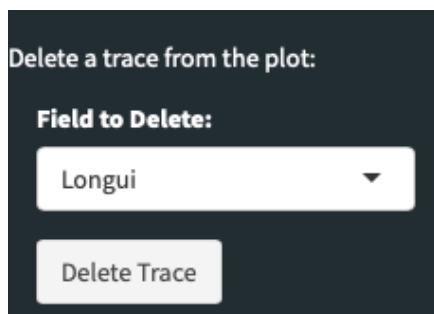 Delete a trace from the plot:
Field to Delete:
Longui
Delete Trace